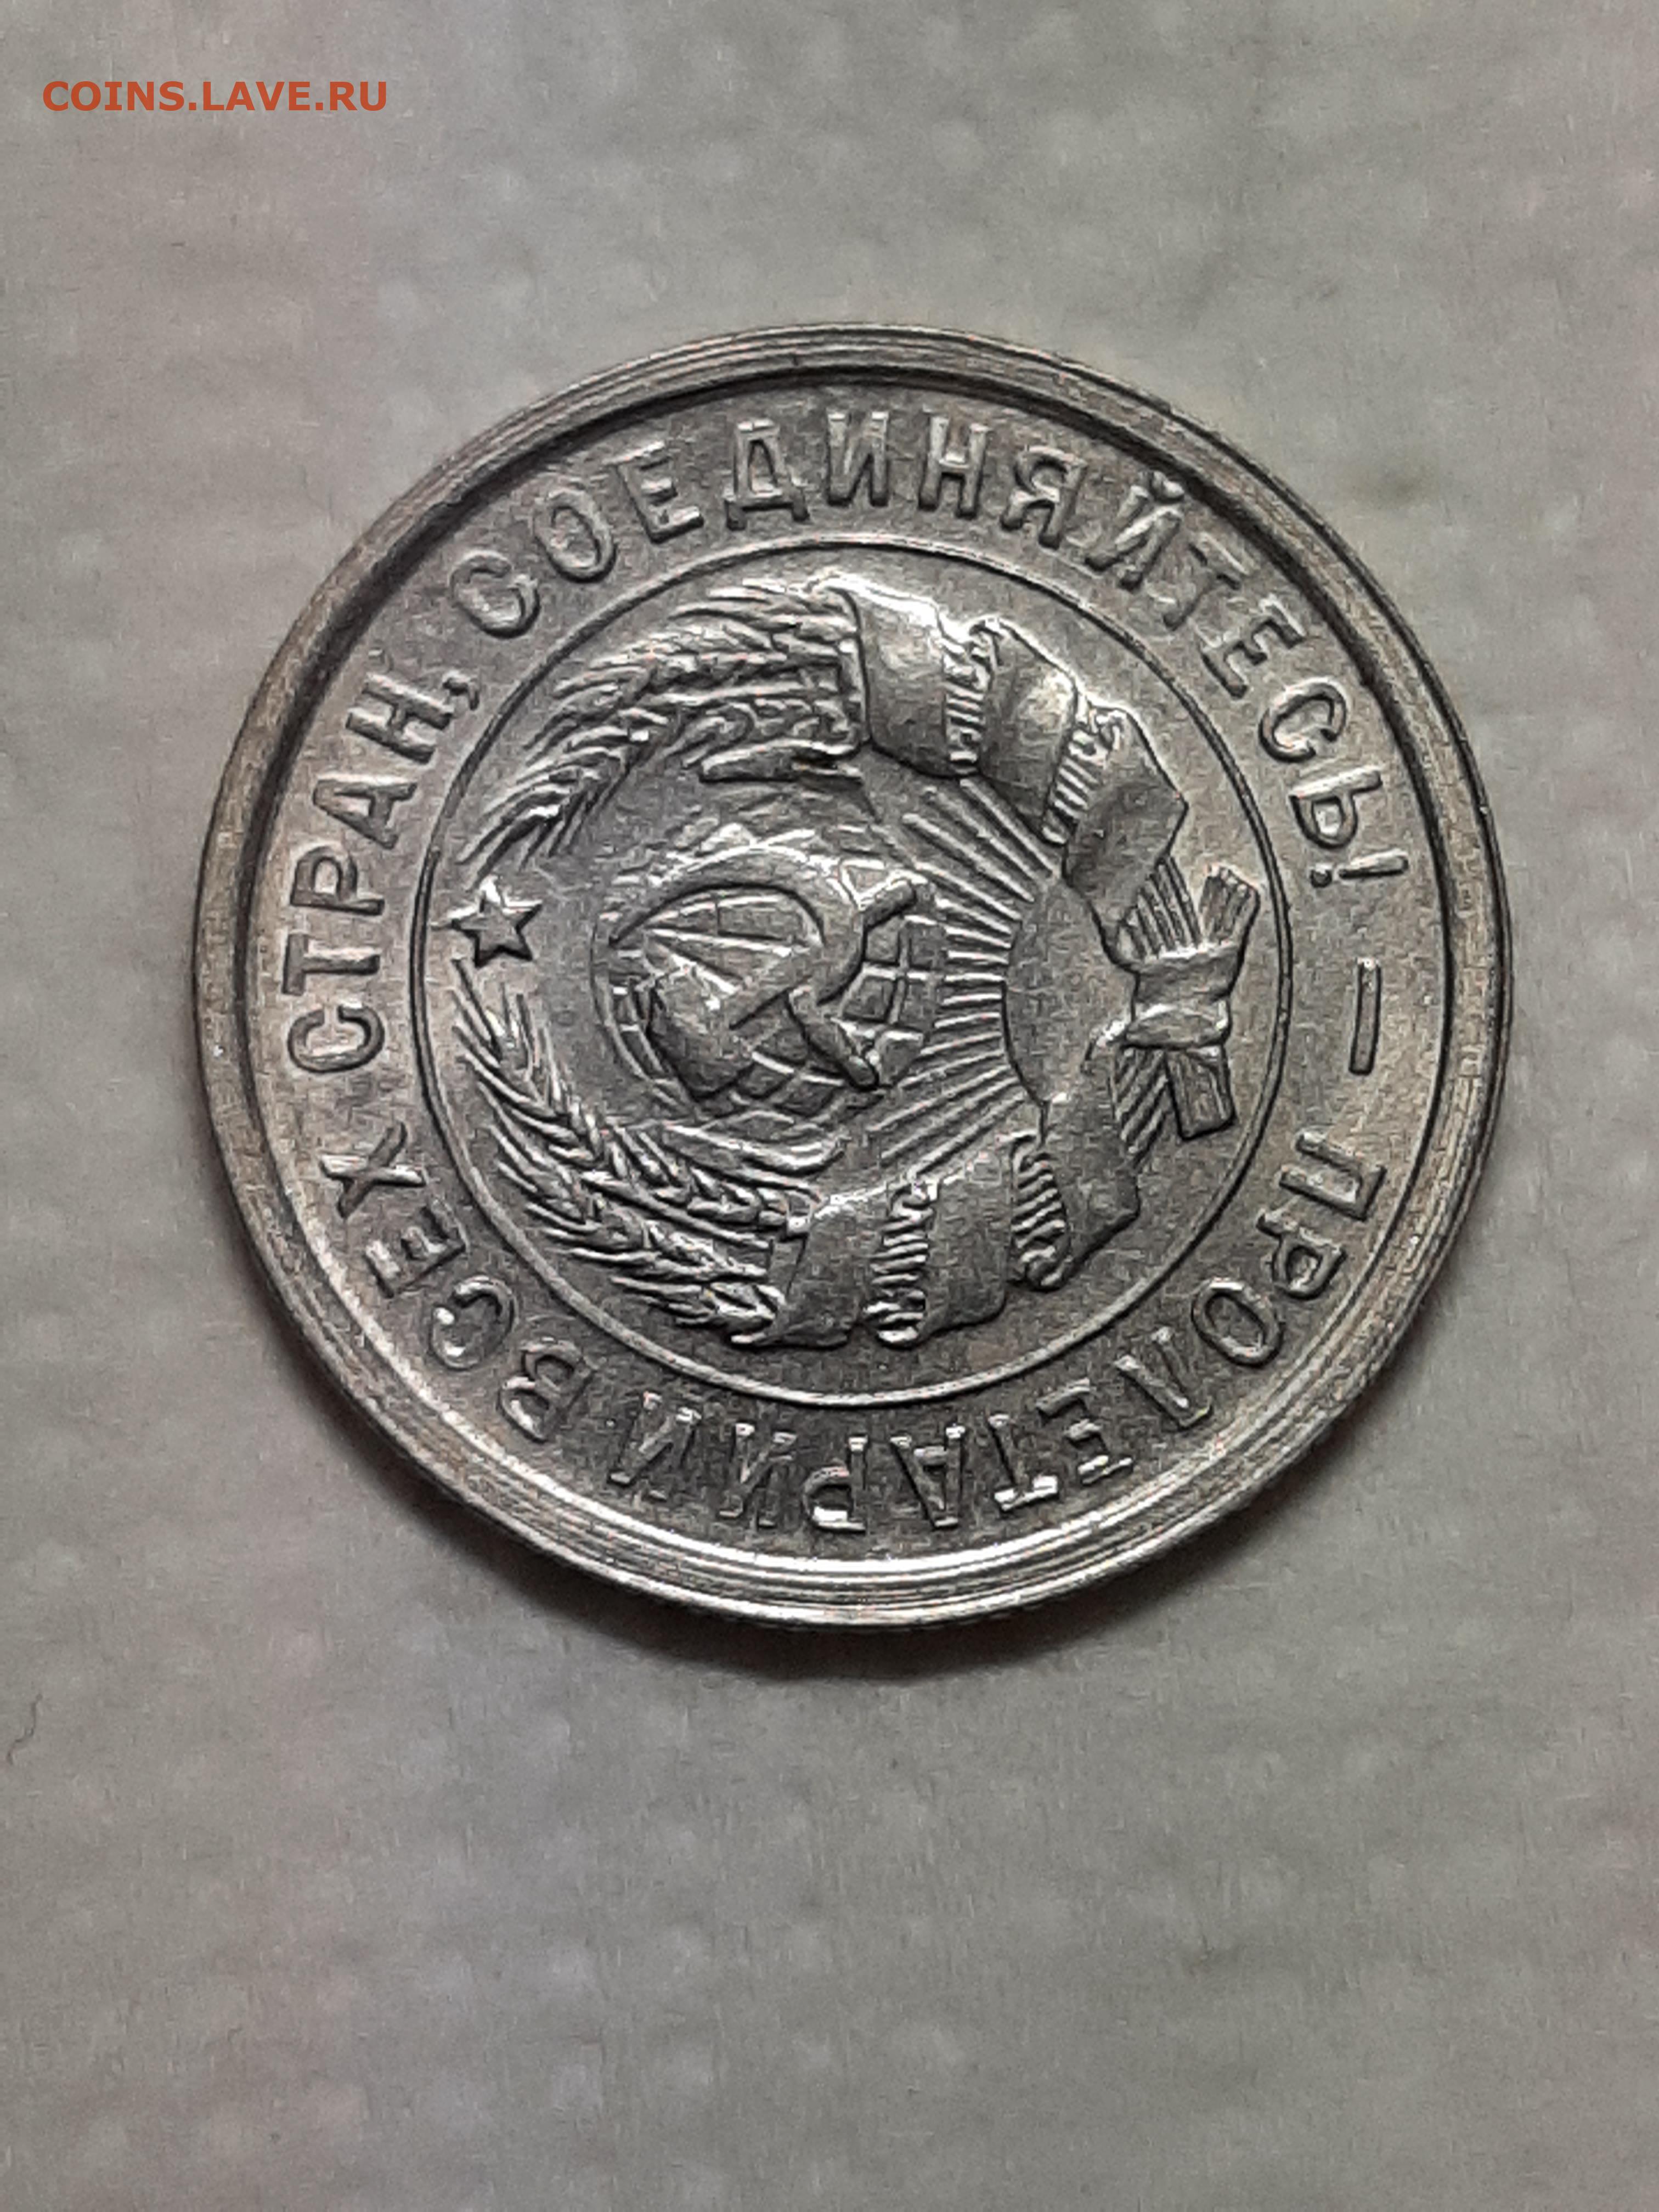 COINS.LAVE.RU
ПРОЛЕТАРИИ ВСЕХ СТРАН, СОЕДИНЯЙТЕСЬ! –